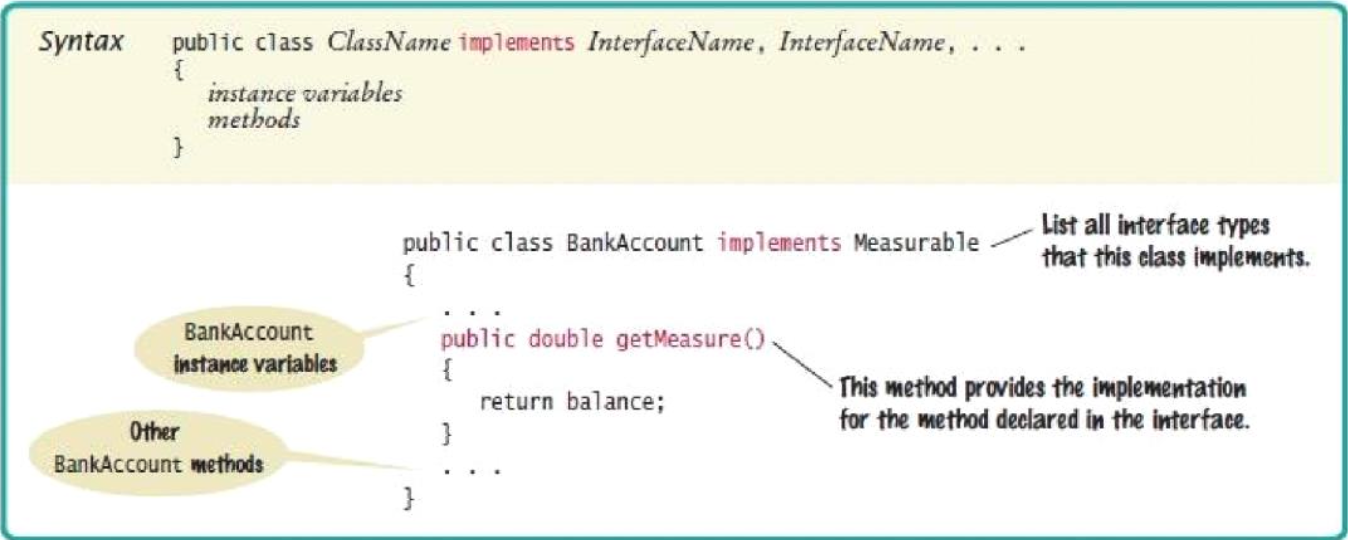 Syntax public class ClassName implements InterfaceName, InterfaceName, . . .
{
instance variables
methods
}
public class BankAccount implements Measurable
{
List all interface types
that this class implements.
. . .
BankAccount
instance variables
public double getMeasure()
{
return balance;
}
This method provides the implementation
for the method declared in the interface.
Other
BankAccount methods
. . .
}